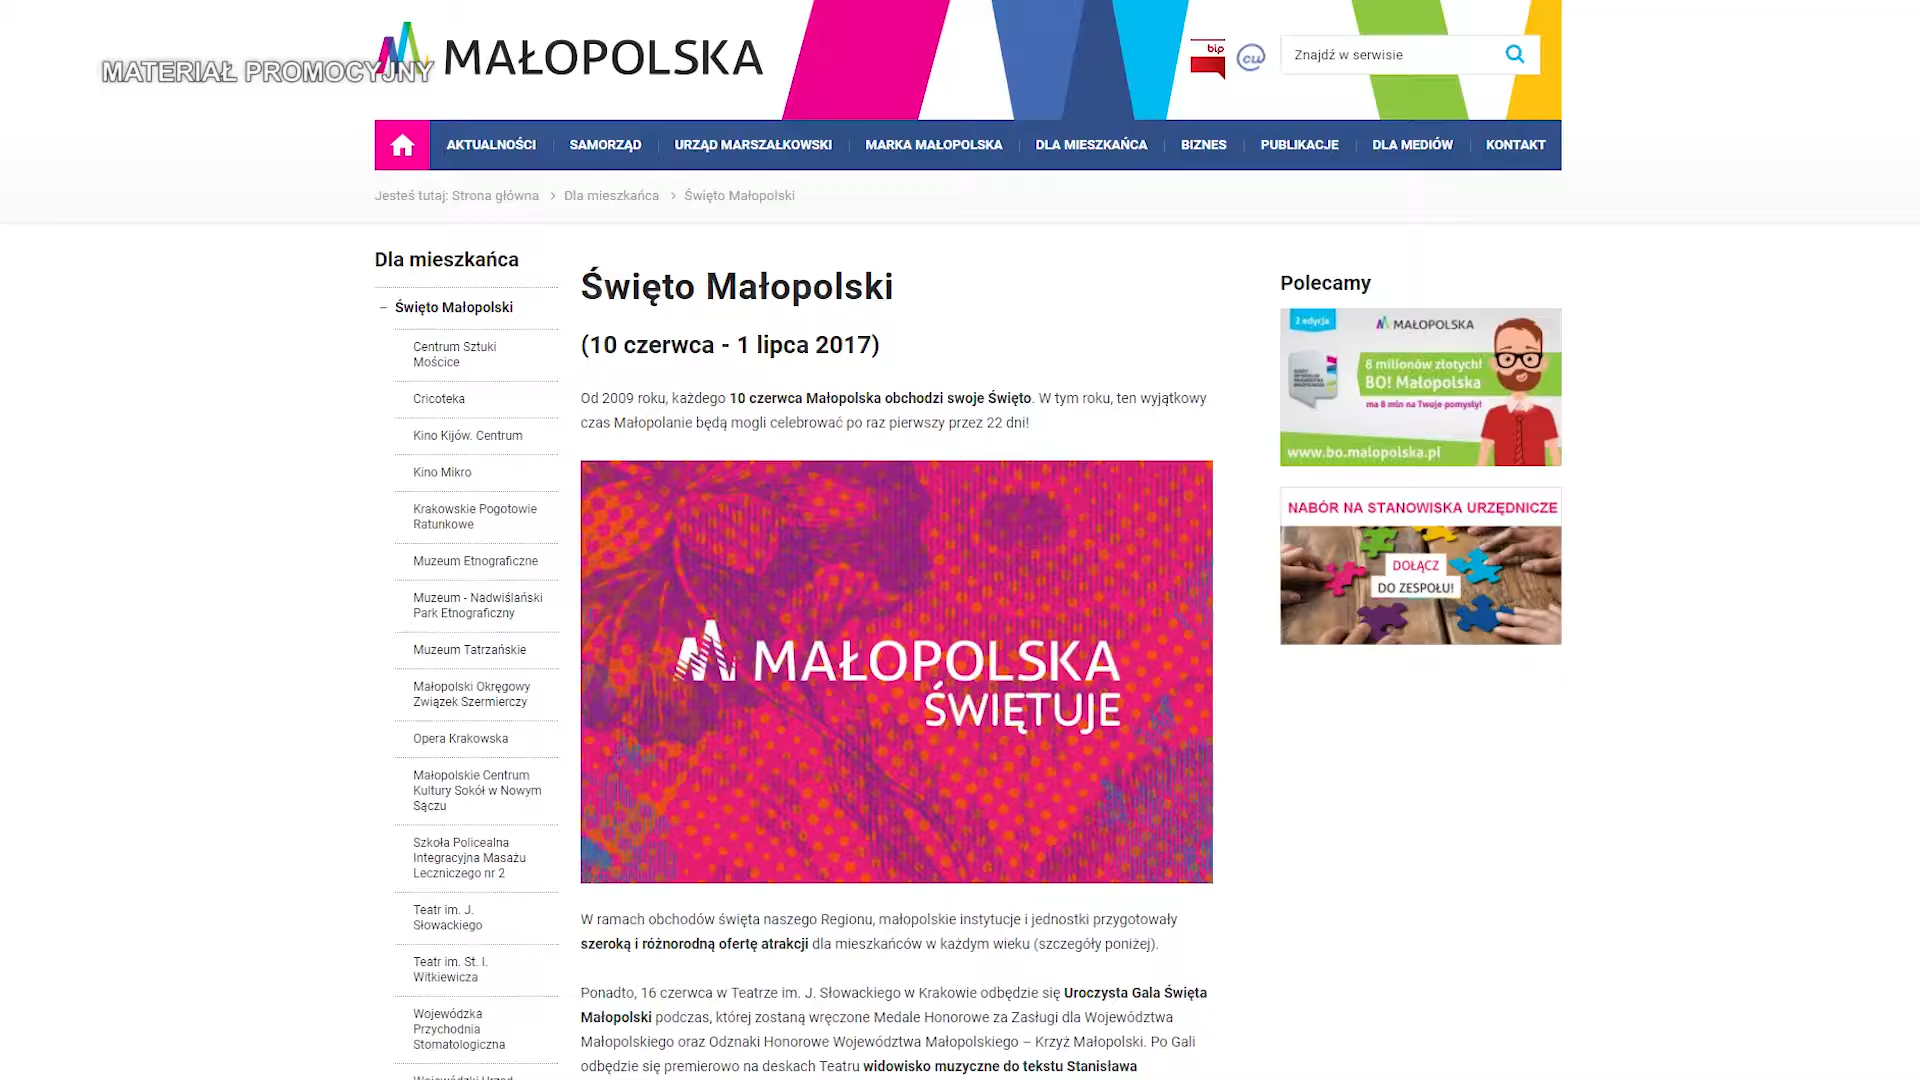 MATERIAŁ PROMOCYJNY
MAŁOPOLSKA
bip
cu
Znajdź w serwisie
AKTUALNOŚCI
SAMORZĄD
URZĄD MARSZAŁKOWSKI
MARKA MAŁOPOLSKA
DLA MIESZKAŃCA
BIZNES
PUBLIKACJE
DLA MEDIÓW
KONTAKT
Jesteś tutaj: Strona główna > Dla mieszkańca > Święto Małopolski
Dla mieszkańca
– Święto Małopolski
Centrum Sztuki
Mościce
Cricoteka
Kino Kijów. Centrum
Kino Mikro
Krakowskie Pogotowie
Ratunkowe
Muzeum Etnograficzne
Muzeum - Nadwiślański
Park Etnograficzny
Muzeum Tatrzańskie
Małopolski Okręgowy
Związek Szermierczy
Opera Krakowska
Małopolskie Centrum
Kultury Sokół w Nowym
Sączu
Szkoła Policealna
Integracyjna Masażu
Leczniczego nr 2
Teatr im. J.
Słowackiego
Teatr im. St. I.
Witkiewicza
Wojewódzka
Przychodnia
Stomatologiczna
Wojewódzki Urząd
Święto Małopolski
(10 czerwca - 1 lipca 2017)
Od 2009 roku, każdego 10 czerwca Małopolska obchodzi swoje Święto. W tym roku, ten wyjątkowy
czas Małopolanie będą mogli celebrować po raz pierwszy przez 22 dni!
MAŁOPOLSKA
ŚWIĘTUJE
W ramach obchodów święta naszego Regionu, małopolskie instytucje i jednostki przygotowały
szeroką i różnorodną ofertę atrakcji dla mieszkańców w każdym wieku (szczegóły poniżej).
Ponadto, 16 czerwca w Teatrze im. J. Słowackiego w Krakowie odbędzie się Uroczysta Gala Święta
Małopolski podczas, której zostaną wręczone Medale Honorowe za Zasługi dla Województwa
Małopolskiego oraz Odznaki Honorowe Województwa Małopolskiego – Krzyż Małopolski. Po Gali
odbędzie się premierowo na deskach Teatru widowisko muzyczne do tekstu Stanisława
Polecamy
2 edycja
MAŁOPOLSKA
8 milionów złotych!
BO! Małopolska
ma 8 mln na Twoje pomysły!
www.bo.malopolska.pl
NABÓR NA STANOWISKA URZĘDNICZE
DOŁĄCZ
DO ZESPOŁU!